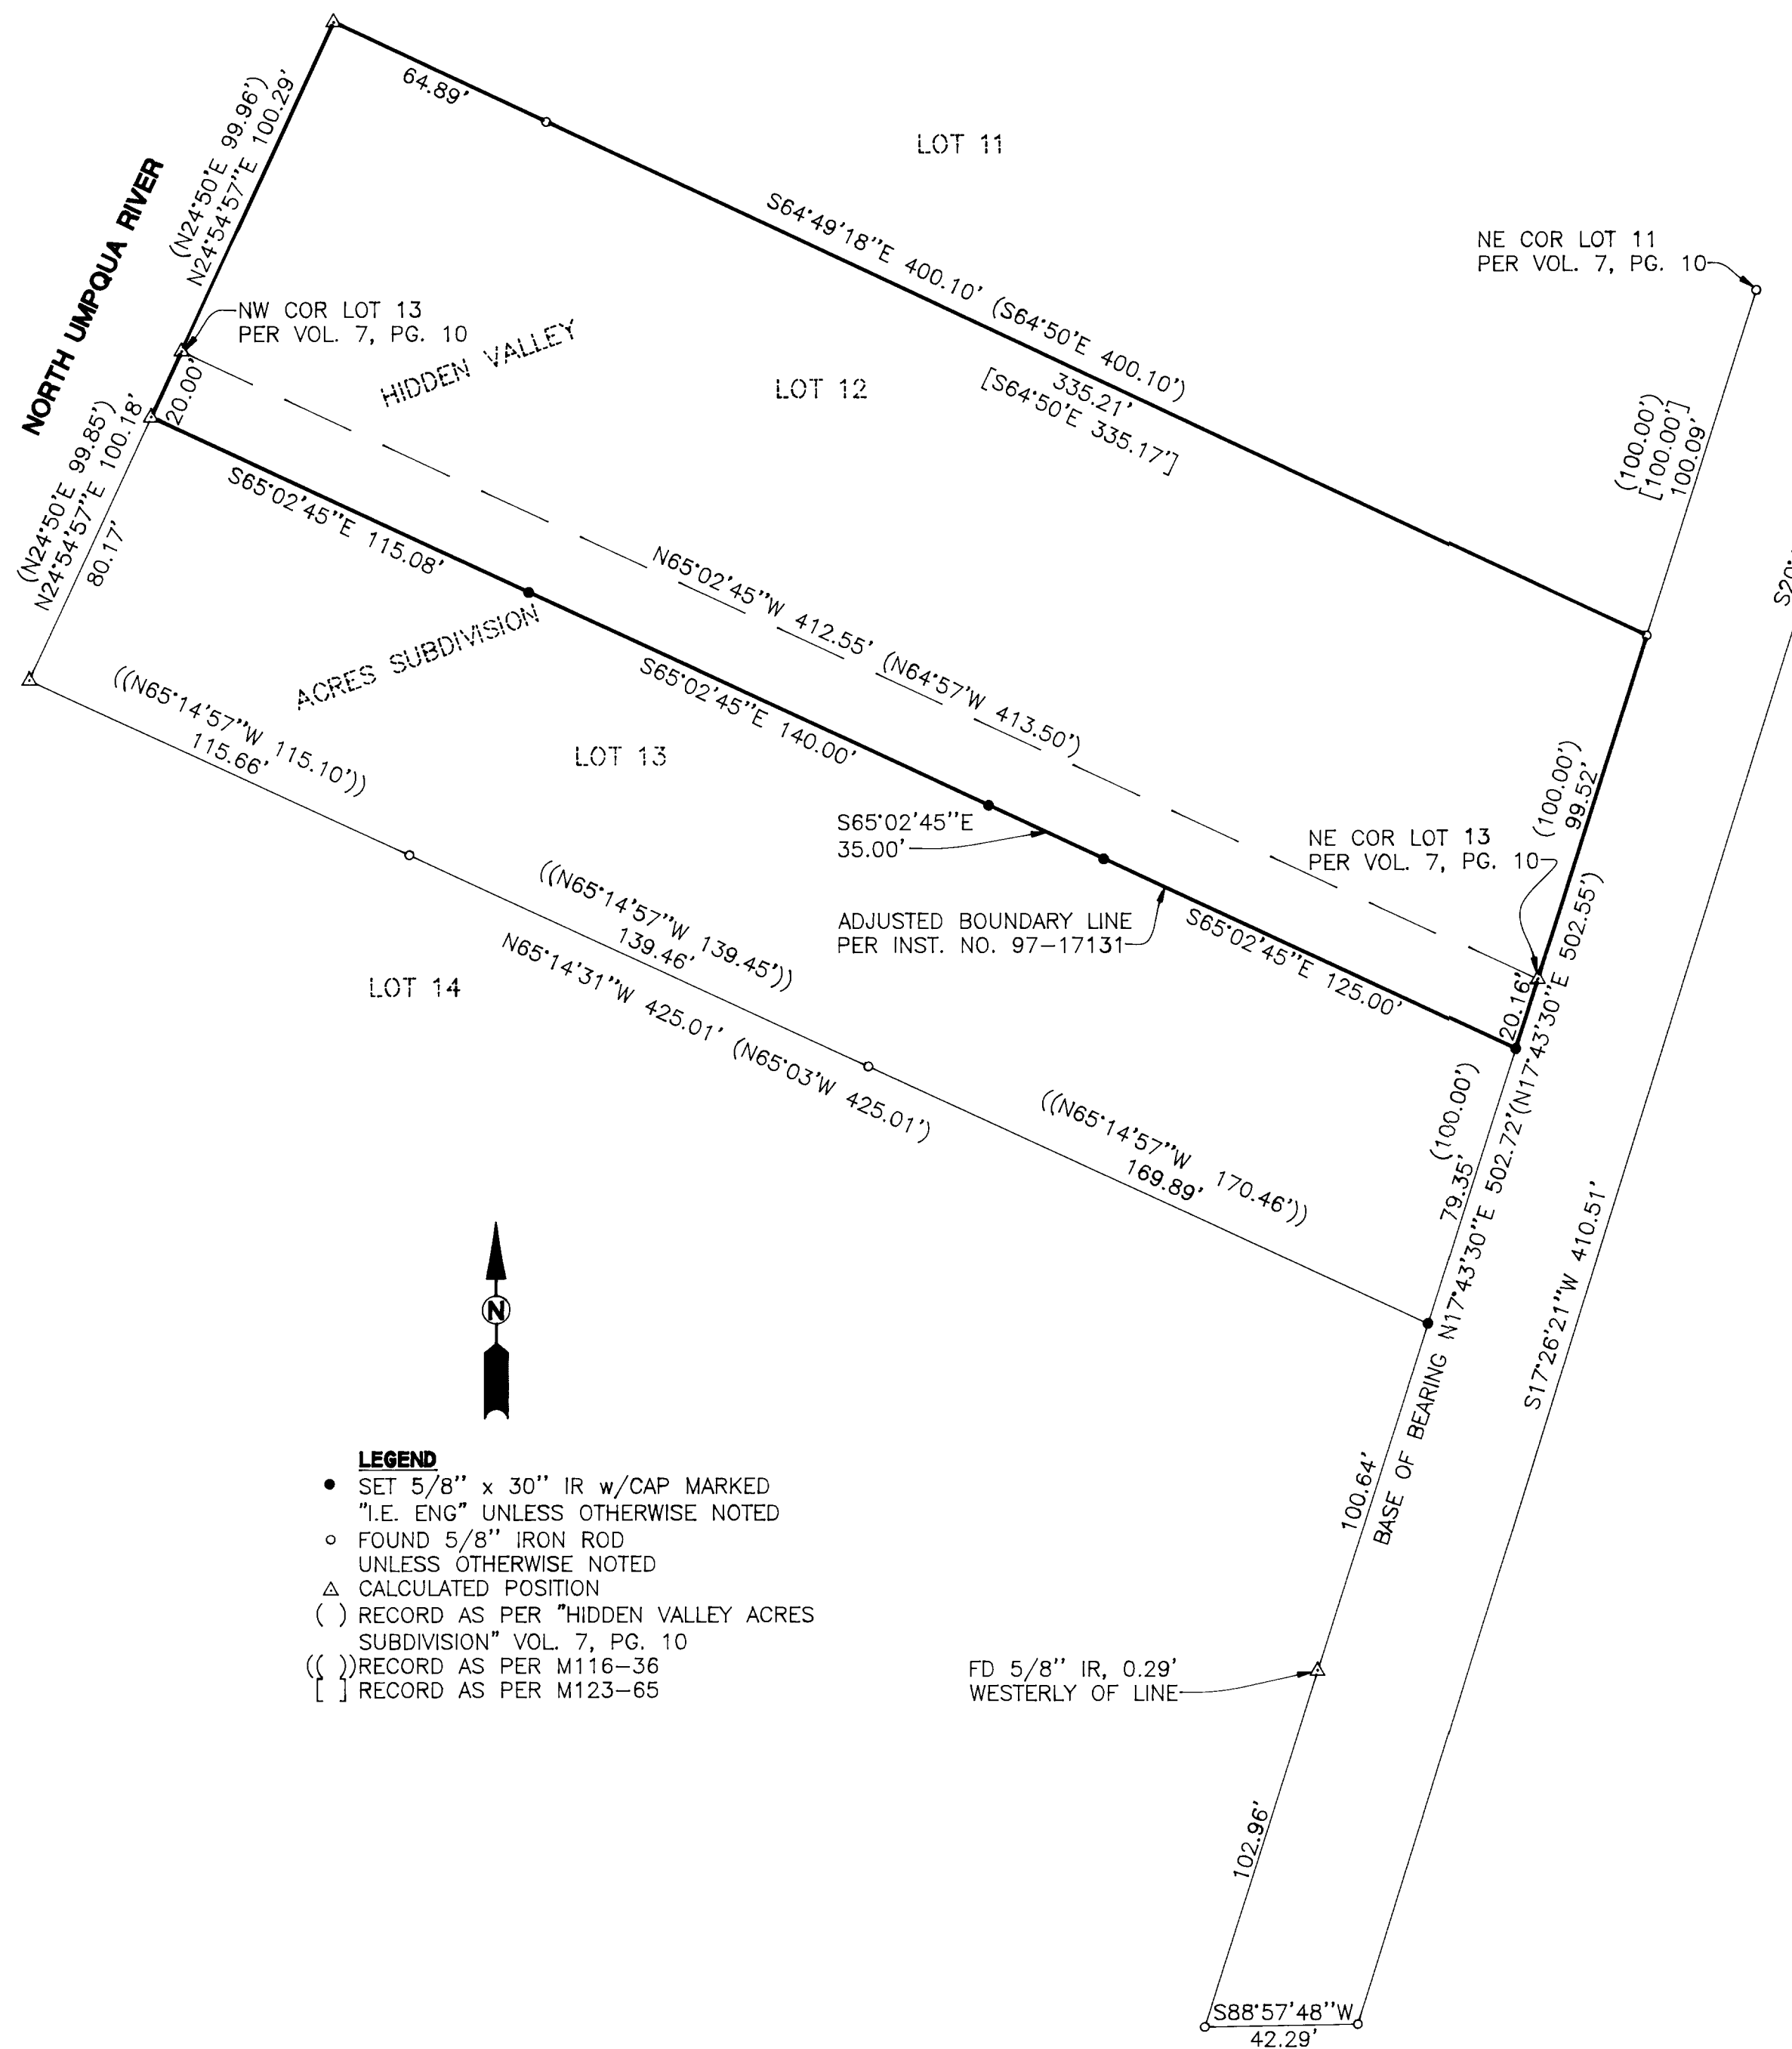 64.89'
LOT 11
(N24°50'E 99.96')
N24°54'57"E 100.29'
NORTH UMPQUA RIVER
S64°49'18"E 400.10' (S64°50'E 400.10')
335.21'
[S64°50'E 335.17']
NE COR LOT 11
PER VOL. 7, PG. 10
NW COR LOT 13
PER VOL. 7, PG. 10
HIDDEN VALLEY
LOT 12
20.00'
(N24°50'E 99.85')
N24°54'57"E 100.18'
80.17'
(100.00')
[100.00']
100.09'
S65°02'45"E 115.08'
N65°02'45"W 412.55' (N64°57'W 413.50')
ACRES SUBDIVISION
S65°02'45"E 140.00'
((N65°14'57"W 115.10'))
115.66'
LOT 13
S65°02'45"E
35.00'
(100.00')
99.52'
NE COR LOT 13
PER VOL. 7, PG. 10
ADJUSTED BOUNDARY LINE
PER INST. NO. 97-17131
S65°02'45"E 125.00'
20.16'
((N65°14'57"W 139.45'))
139.46'
N65°14'31"W 425.01' (N65°03'W 425.01')
LOT 14
((N65°14'57"W 170.46'))
169.89'
(100.00')
79.35'
BASE OF BEARING N17°43'30"E 502.72'(N17°43'30"E 502.55')
S17°26'21"W 410.51'
100.64'
N
LEGEND
SET 5/8" x 30" IR w/CAP MARKED
"I.E. ENG" UNLESS OTHERWISE NOTED
FOUND 5/8" IRON ROD
UNLESS OTHERWISE NOTED
CALCULATED POSITION
( ) RECORD AS PER "HIDDEN VALLEY ACRES
SUBDIVISION" VOL. 7, PG. 10
(( ))RECORD AS PER M116-36
[ ] RECORD AS PER M123-65
FD 5/8" IR, 0.29'
WESTERLY OF LINE
102.96'
S88°57'48"W
42.29'